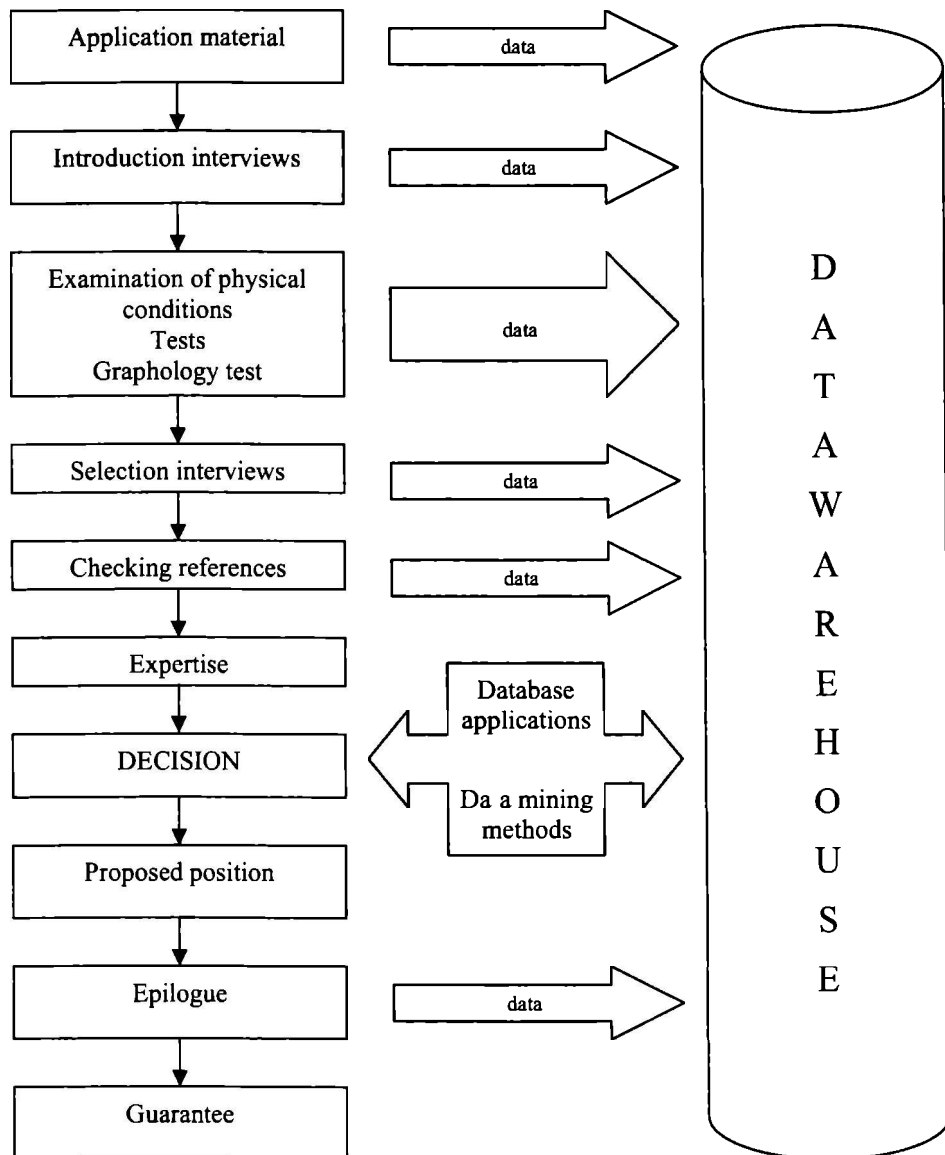 Application material
data
Introduction interviews
data
Examination of physical
conditions
Tests
Graphology test
data
Selection interviews
data
Checking references
data
Expertise
Database
applications
DECISION
Da a mining
methods
Proposed position
Epilogue
data
Guarantee
D
A
T
A
W
A
R
E
H
O
U
S
E